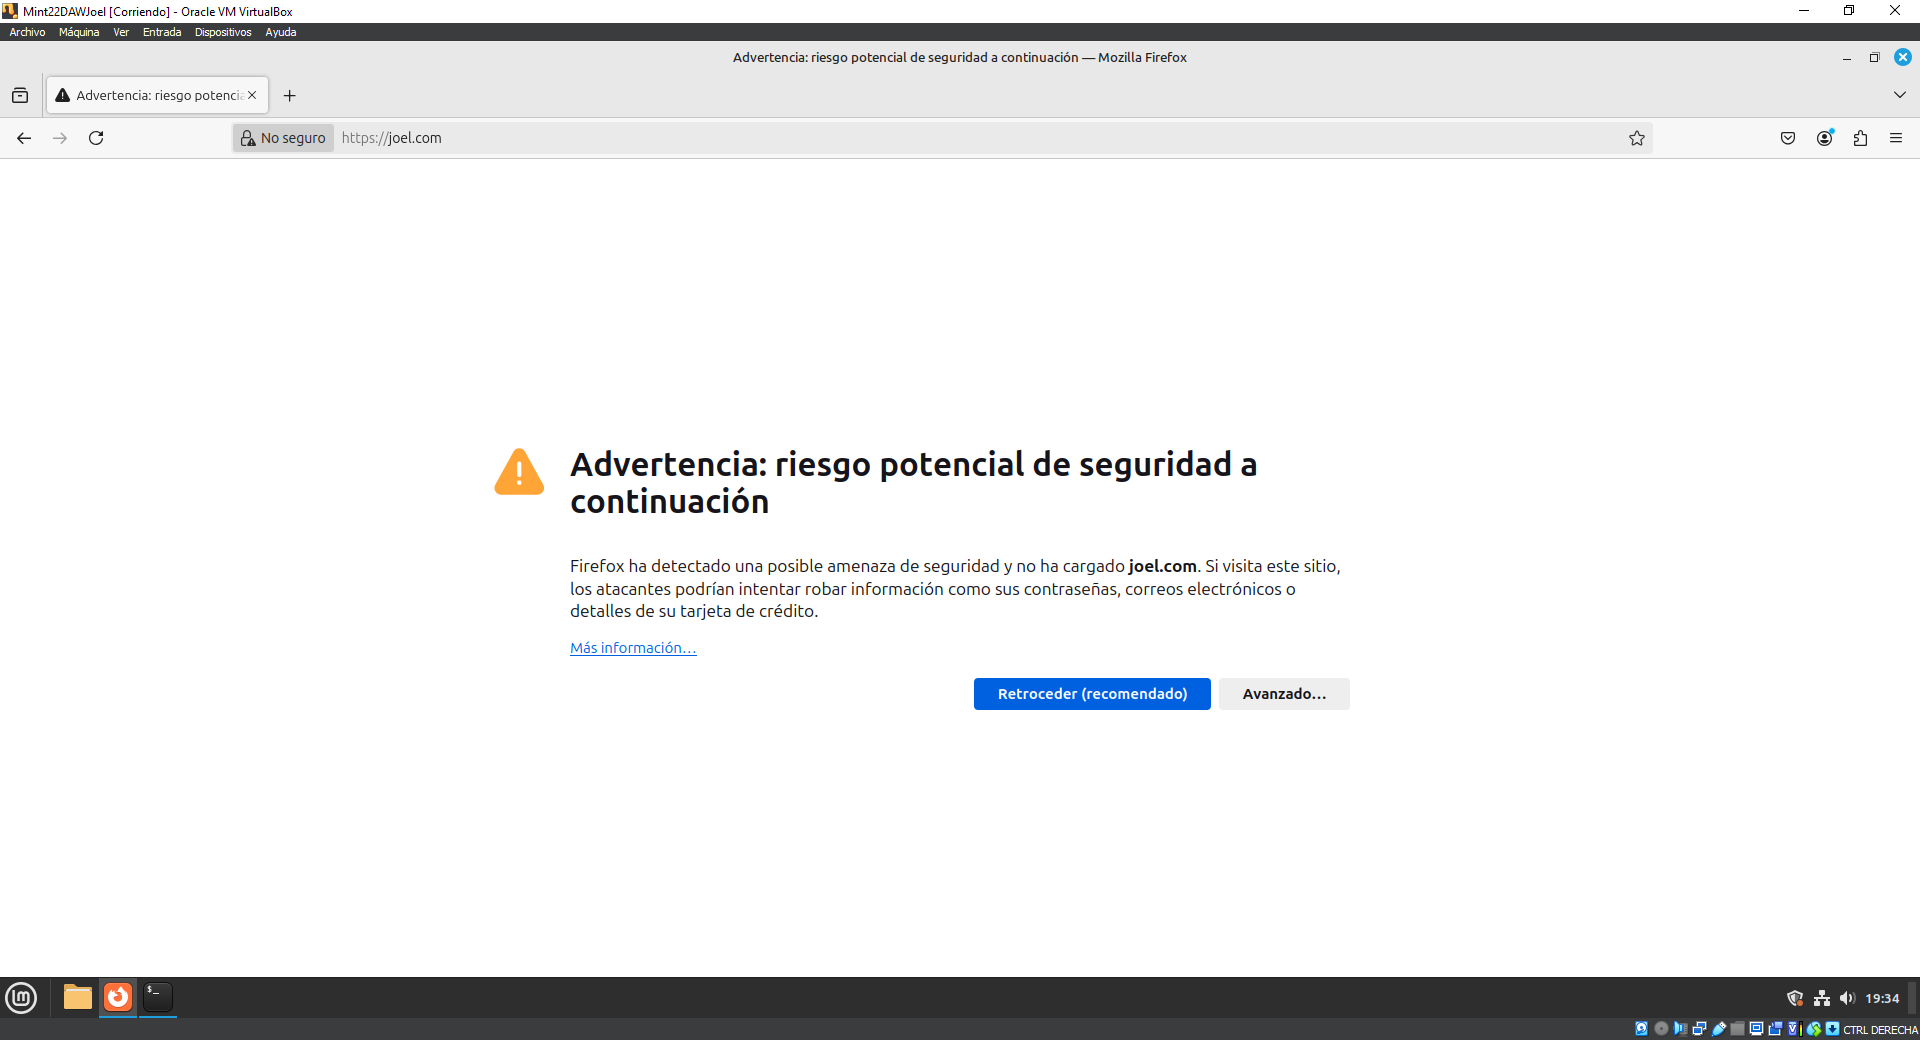 Mint22DAWJoel [Corriendo] - Oracle VM VirtualBox
Archivo Máquina Ver Entrada Dispositivos Ayuda
Advertencia: riesgo potencial de seguridad a continuación — Mozilla Firefox
Advertencia: riesgo potencia
No seguro https://joel.com
Advertencia: riesgo potencial de seguridad a
continuación
Firefox ha detectado una posible amenaza de seguridad y no ha cargado joel.com. Si visita este sitio,
los atacantes podrían intentar robar información como sus contraseñas, correos electrónicos o
detalles de su tarjeta de crédito.
Más información…
Retroceder (recomendado) Avanzado…
19:34
CTRL DERECHA